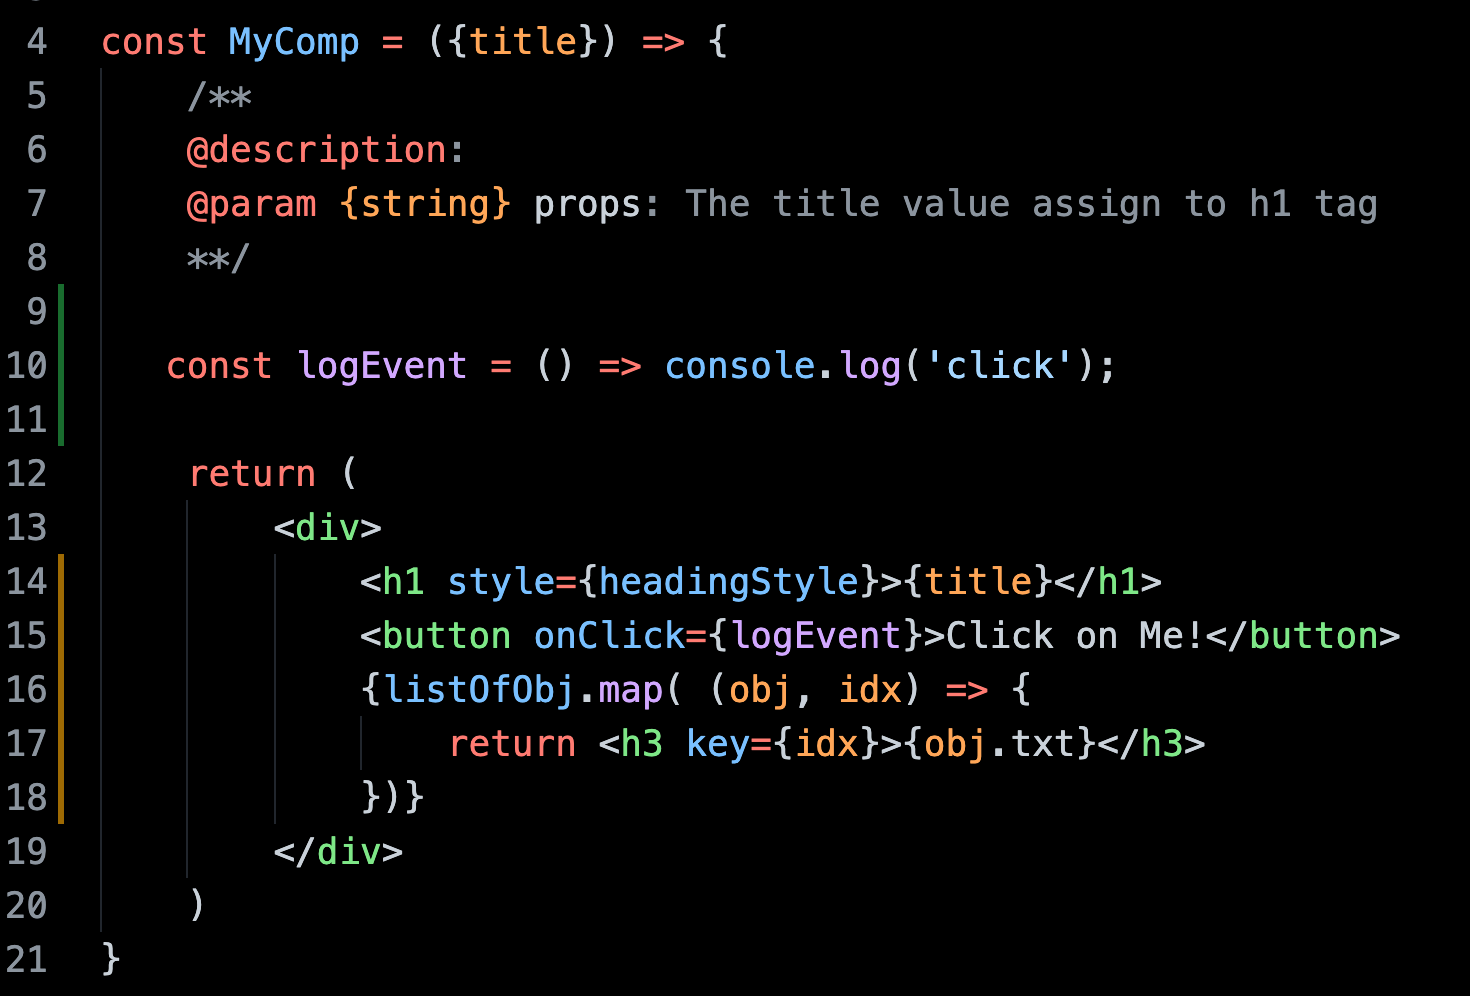 4 const MyComp = ({title}) => {
5 /**
6 @description:
7 @param {string} props: The title value assign to h1 tag
8 **/
9
10 const logEvent = () => console.log('click');
11
12 return (
13 <div>
14 <h1 style={headingStyle}>{title}</h1>
15 <button onClick={logEvent}>Click on Me!</button>
16 {listOfObj.map( (obj, idx) => {
17 return <h3 key={idx}>{obj.txt}</h3>
18 })}
19 </div>
20 )
21 }